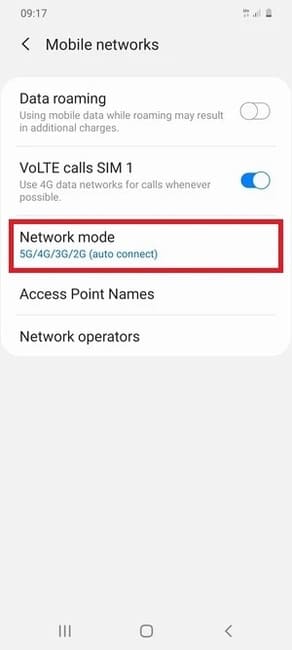 09:17
Mobile networks
Data roaming
Using mobile data while roaming may result
in additional charges.
VoLTE calls SIM 1
Use 4G data networks for calls whenever
possible.
Network mode
5G/4G/3G/2G (auto connect)
Access Point Names
Network operators